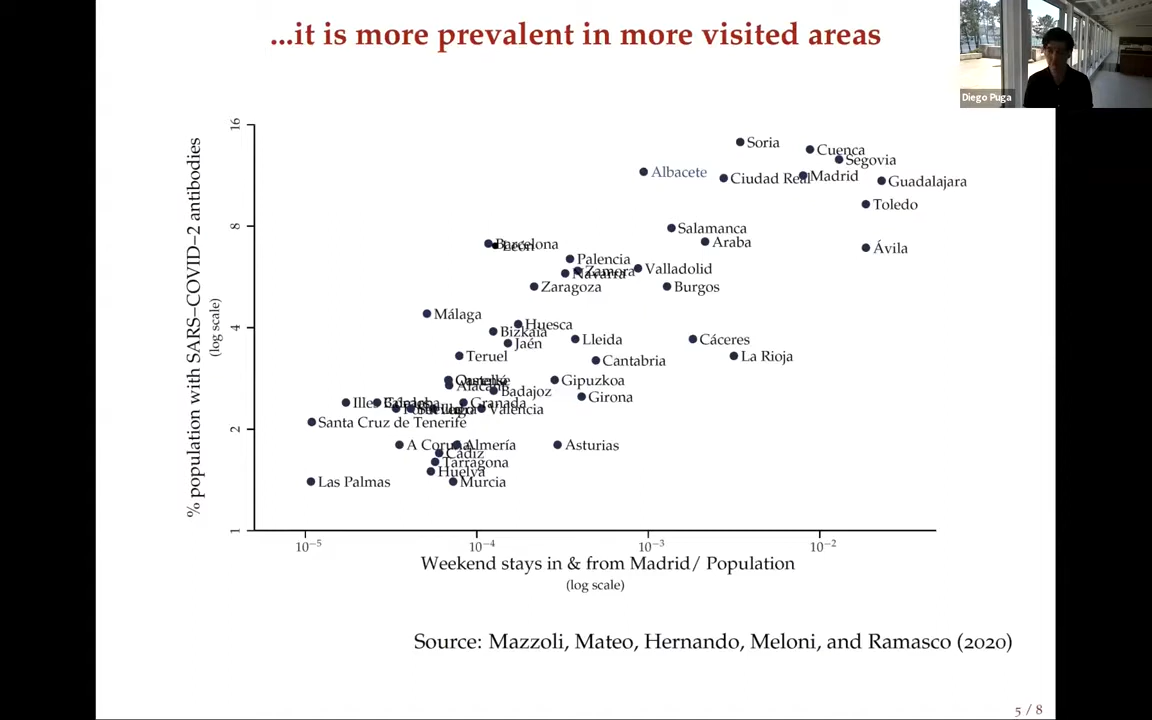 ...it is more prevalent in more visited areas
Diego Puga
% population with SARS–COVID–2 antibodies
(log scale)
16
8
4
2
1
Soria
Cuenca
Segovia
Albacete
Ciudad Real
Madrid
Guadalajara
Toledo
Salamanca
Araba
Ávila
Barcelona
León
Palencia
Zamora
Navarra
Valladolid
Zaragoza
Burgos
Málaga
Huesca
Bizkaia
Jaén
Lleida
Cáceres
Teruel
Cantabria
La Rioja
Gipuzkoa
Badajoz
Girona
Granada
Valencia
Santa Cruz de Tenerife
A Coruña
Almería
Asturias
Cádiz
Tarragona
Huelva
Las Palmas
Murcia
10⁻⁵
10⁻⁴
10⁻³
10⁻²
Weekend stays in & from Madrid/ Population
(log scale)
Source: Mazzoli, Mateo, Hernando, Meloni, and Ramasco (2020)
5 / 8